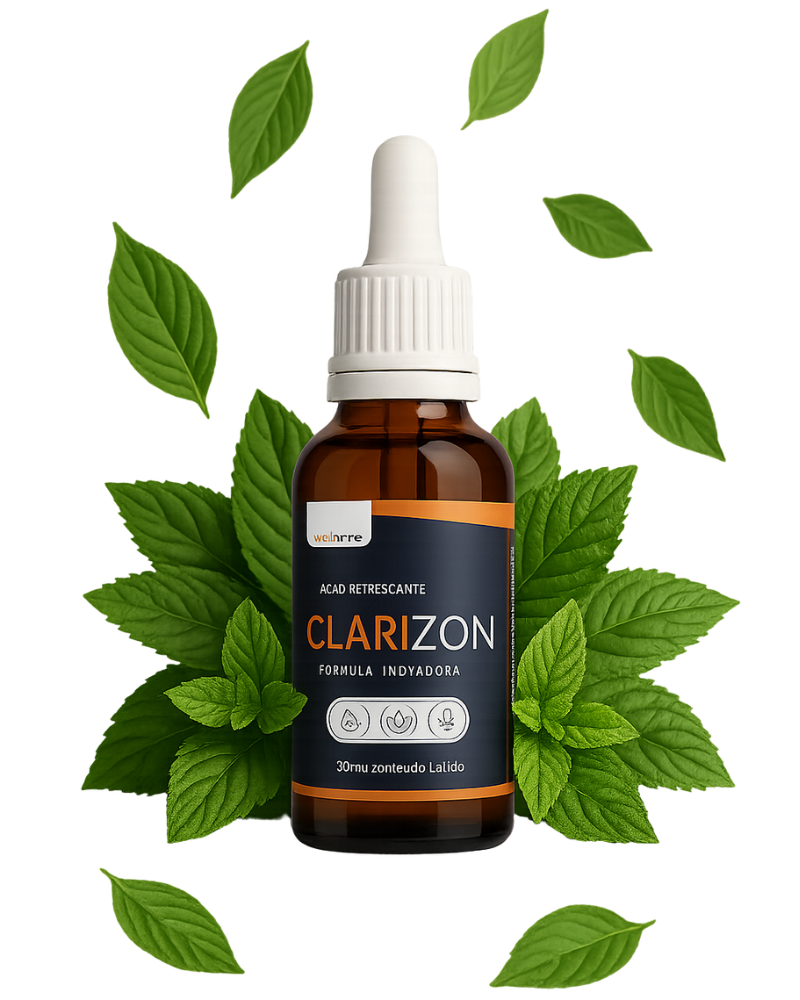 wellnrre
ACAD RETRESCANTE
CLARIZON
FORMULA INDYADORA
30rnu zonteudo Lalido